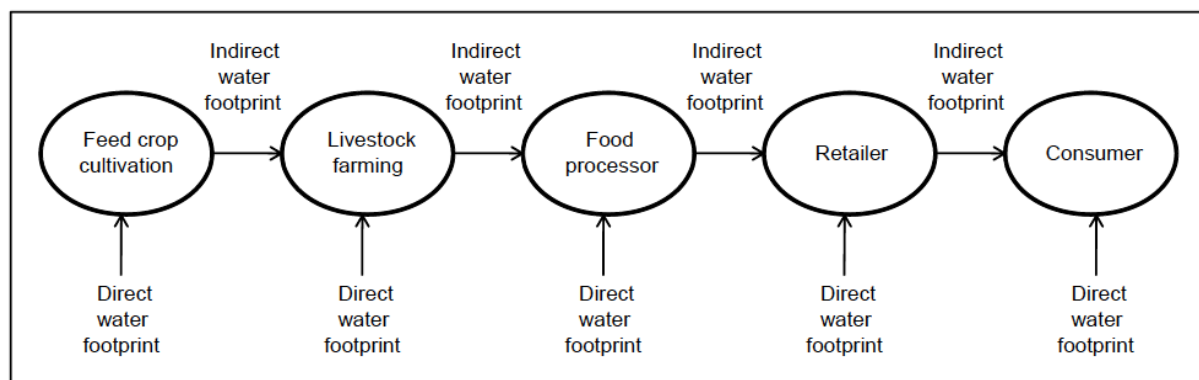 Indirect
water
footprint
Indirect
water
footprint
Indirect
water
footprint
Indirect
water
footprint
Feed crop
cultivation
Livestock
farming
Food
processor
Retailer
Consumer
Direct
water
footprint
Direct
water
footprint
Direct
water
footprint
Direct
water
footprint
Direct
water
footprint